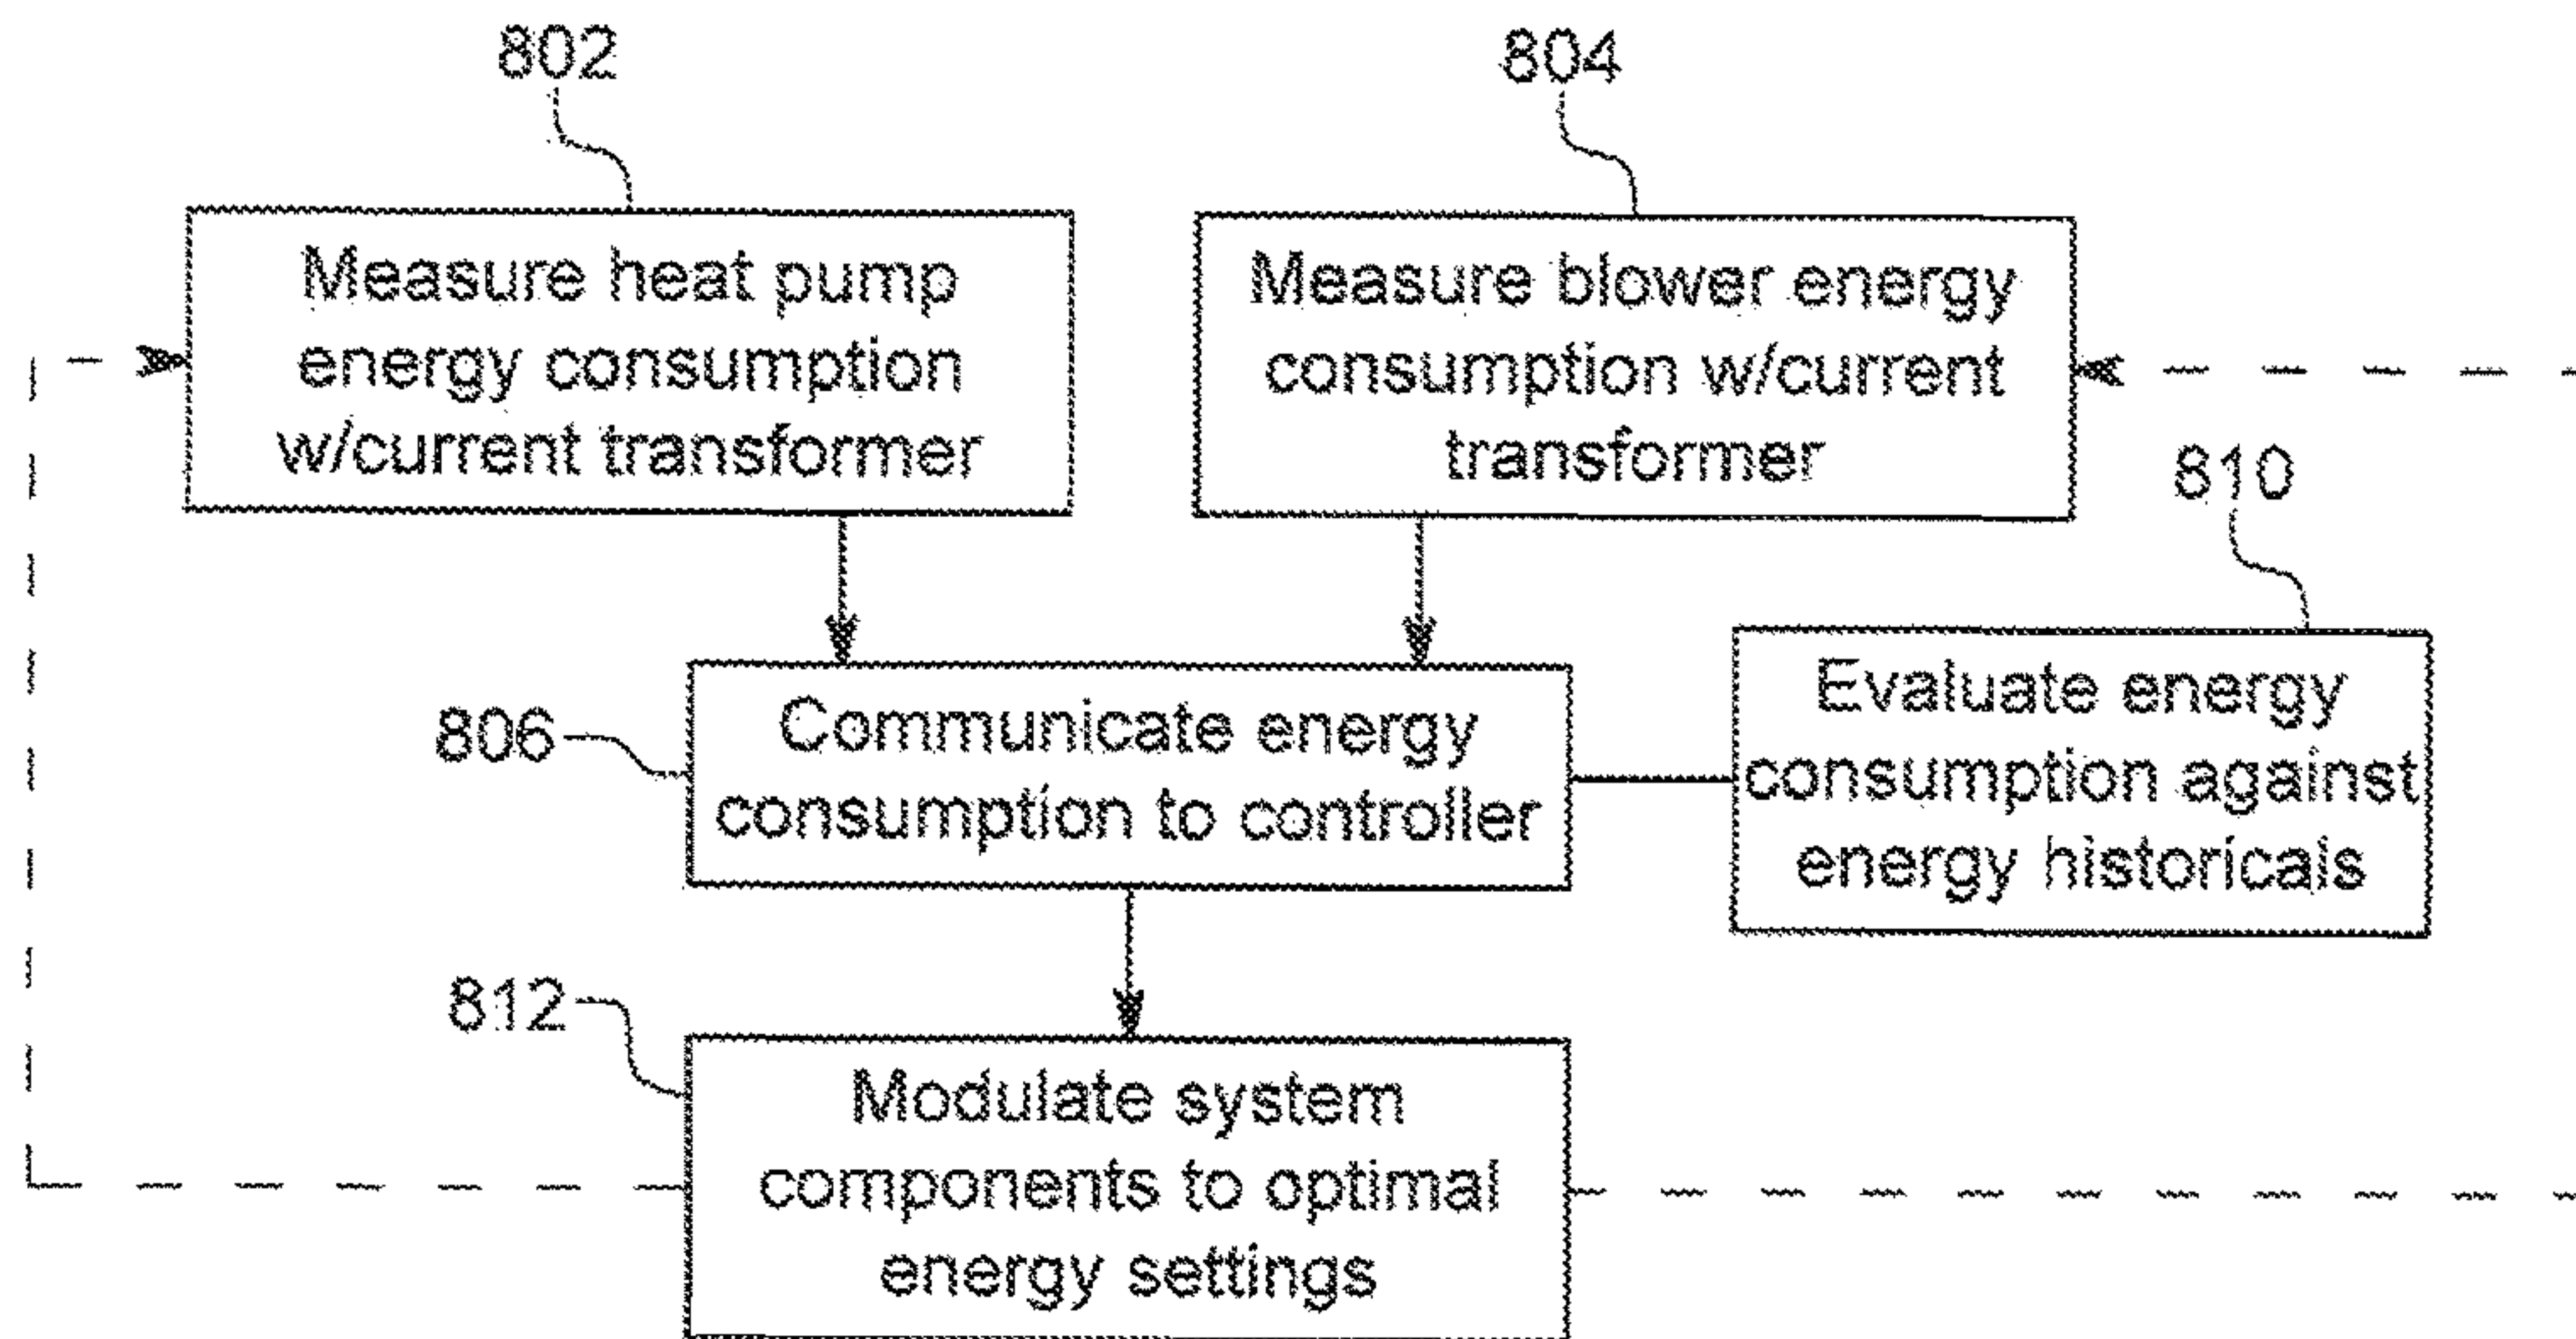 802
804
Measure heat pump
energy consumption
w/current transformer
Measure blower energy
consumption w/current
transformer
810
806
Communicate energy
consumption to controller
Evaluate energy
consumption against
energy historicals
812
Modulate system
components to optimal
energy settings